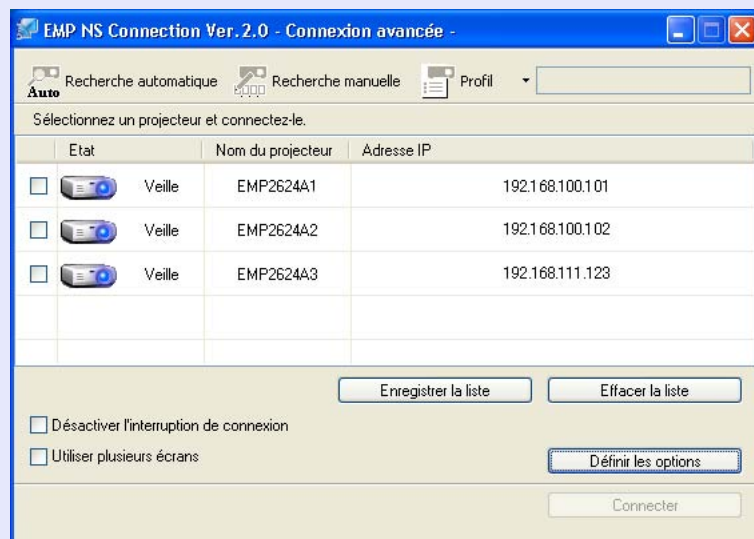 EMP NS Connection Ver.2.0 - Connexion avancée -
Auto Recherche automatique Recherche manuelle Profil
Sélectionnez un projecteur et connectez-le.
Etat Nom du projecteur Adresse IP
Veille EMP2624A1 192.168.100.101
Veille EMP2624A2 192.168.100.102
Veille EMP2624A3 192.168.111.123
Enregistrer la liste Effacer la liste
Désactiver l'interruption de connexion
Utiliser plusieurs écrans
Définir les options
Connecter